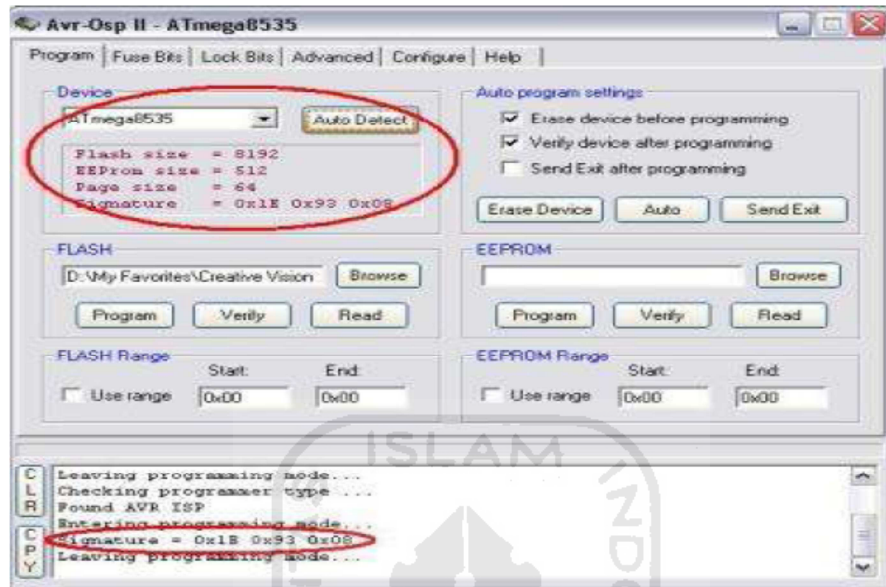 Avr-Osp II - ATmega8535
Program Fuse Bits Lock Bits Advanced Configure Help
Device
ATmega8535 Auto Detect
Flash size = 8192
EEProm size = 512
Page size = 64
Signature = 0x1E 0x93 0x08
Auto program settings
Erase device before programming
Verify device after programming
Send Exit after programming
Erase Device Auto Send Exit
FLASH
D:\My Favorites\Creative Vision Browse
Program Verify Read
EEPROM
Browse
Program Verify Read
FLASH Range
Start: End:
Use range 0x00 0x00
EEPROM Range
Start: End:
Use range 0x00 0x00
ISLAM
INDO
CLR
CPY
Leaving programming mode...
Checking programmer type ...
Found AVR ISP
Entering programming mode...
Signature = 0x1E 0x93 0x08
Leaving programming mode...